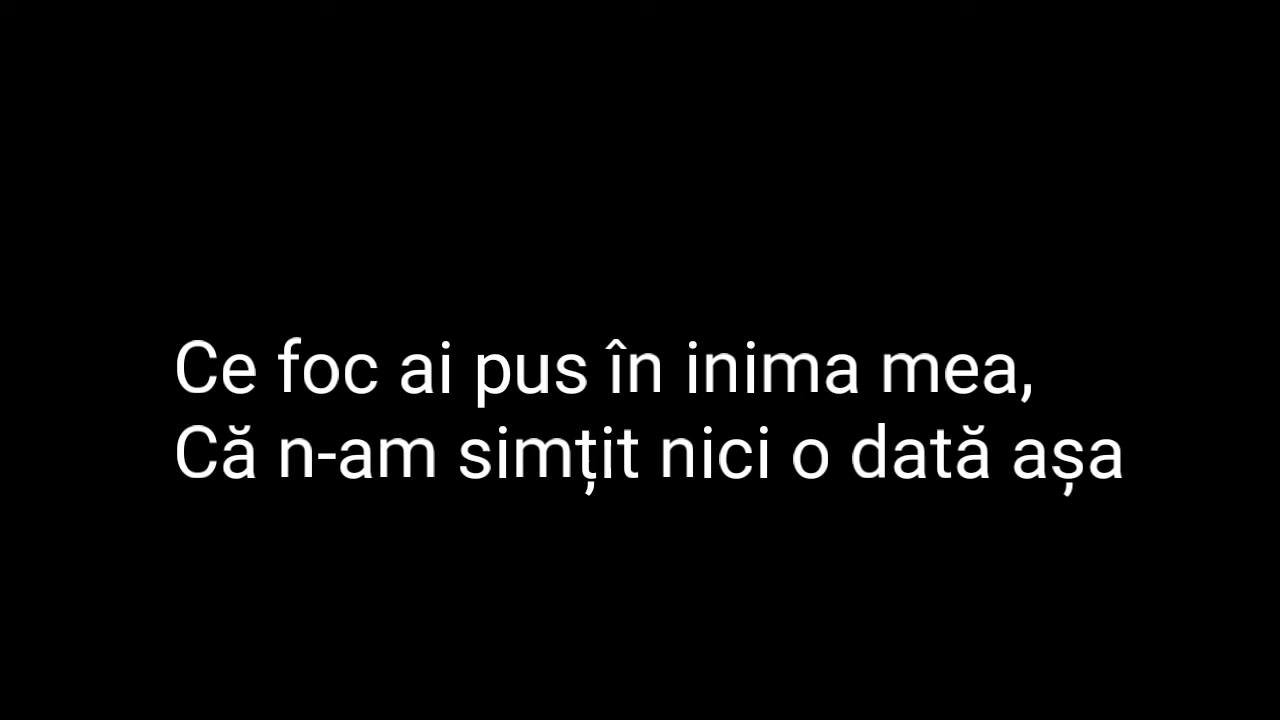 Ce foc ai pus în inima mea,
Că n-am simțit nici o dată așa